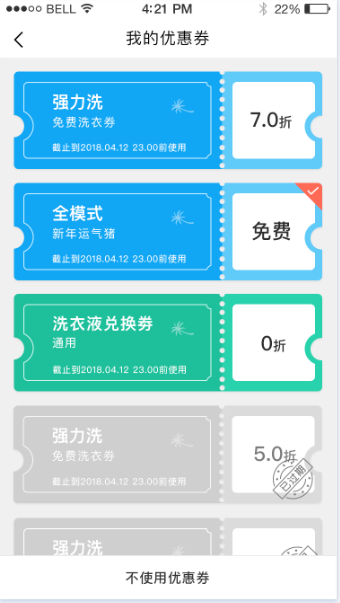 BELL 4:21 PM 22%
我的优惠券
强力洗
免费洗衣券
截止到2018.04.12 23.00前使用
7.0折
全模式
新年运气猪
截止到2018.04.12 23.00前使用
免费
洗衣液兑换券
通用
截止到2018.04.12 23.00前使用
0折
强力洗
免费洗衣券
截止到2018.04.12 23.00前使用
5.0折
已过期
强力洗
不使用优惠券